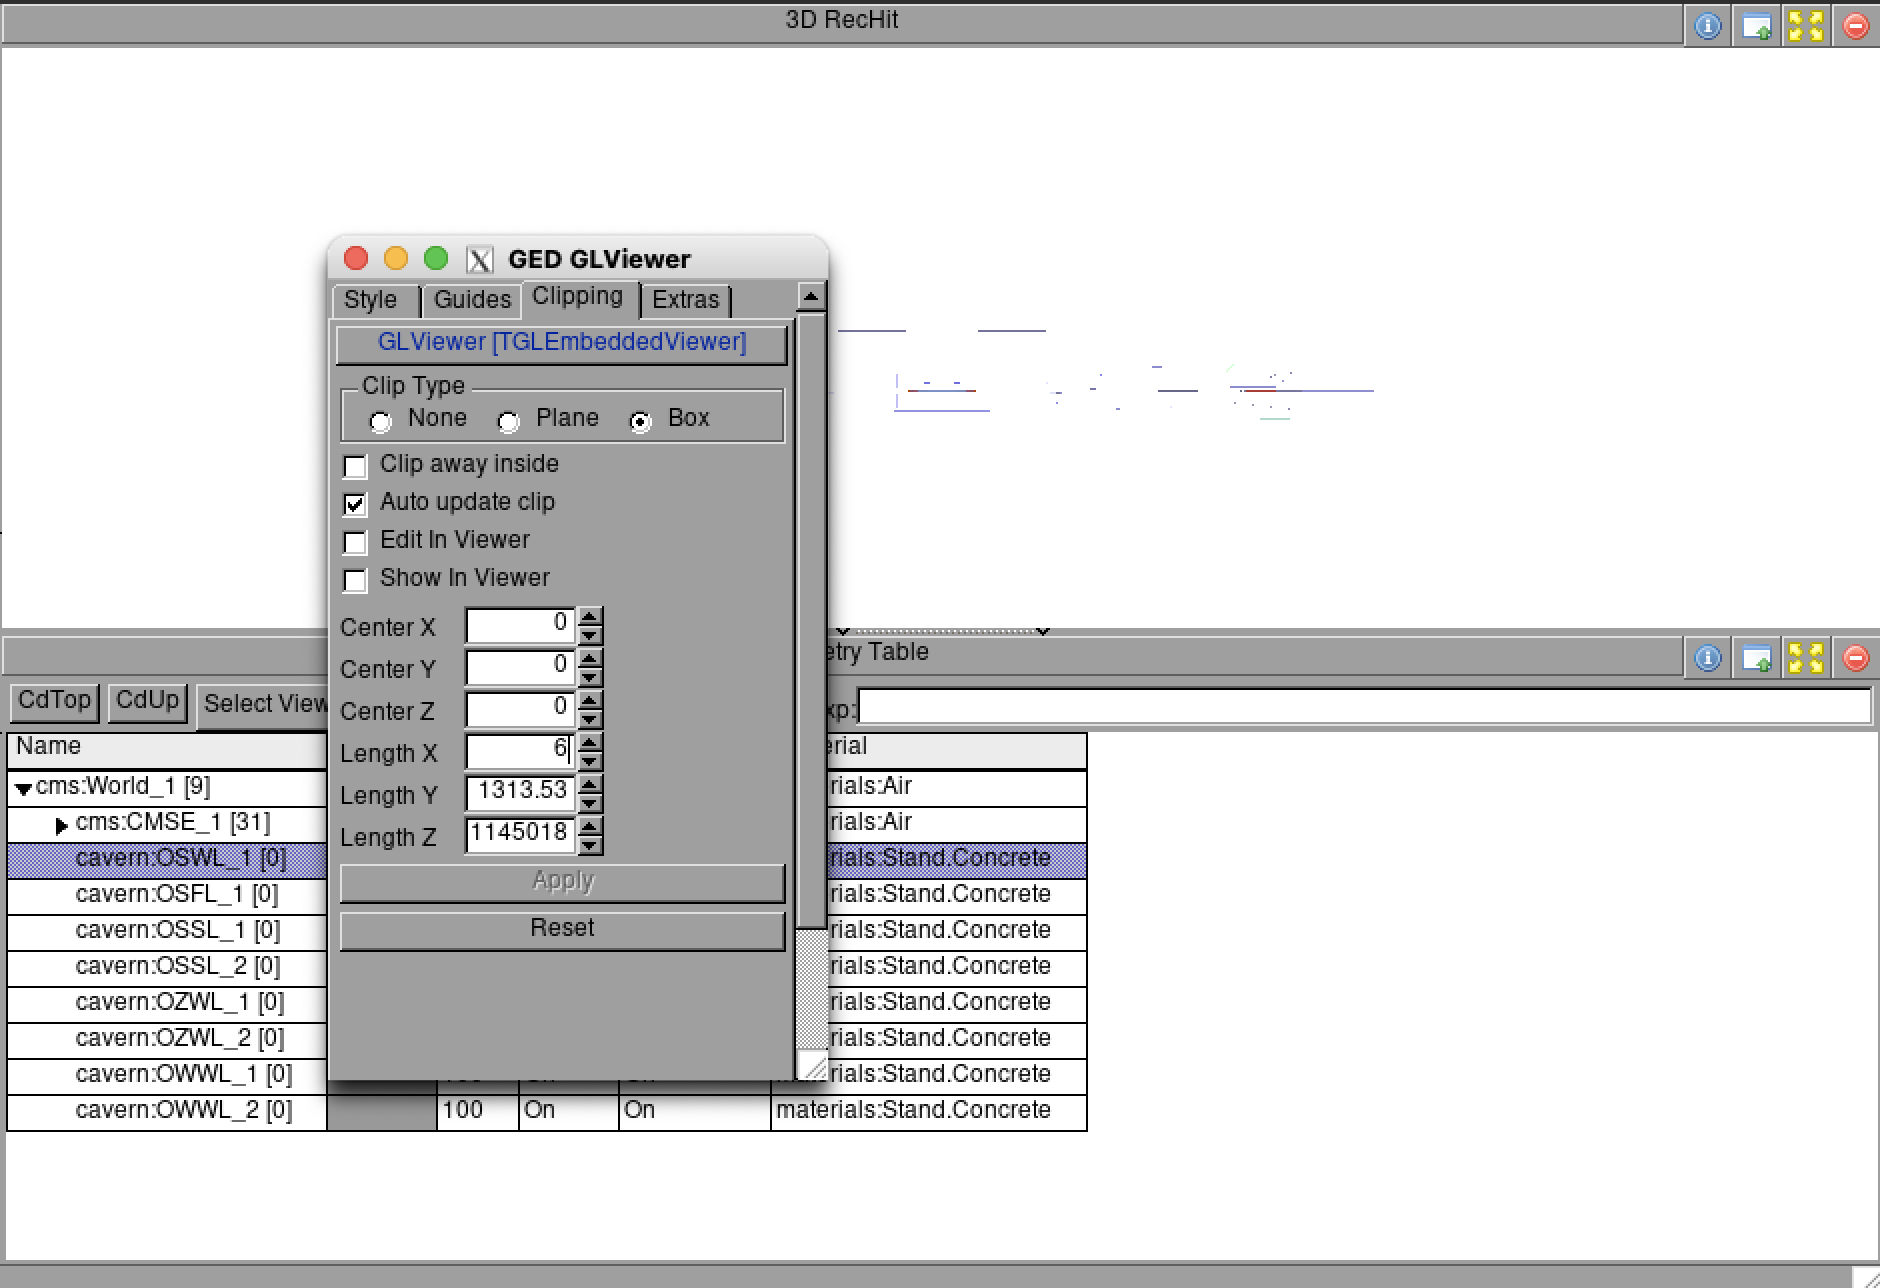 3D RecHit
GED GLViewer
Style Guides Clipping Extras
GLViewer [TGLEmbeddedViewer]
Clip Type
None Plane Box
Clip away inside
Auto update clip
Edit In Viewer
Show In Viewer
Center X 0
Center Y 0
Center Z 0
Length X 6
Length Y 1313.53
Length Z 1145018
Apply
Reset
etry Table
CdTop CdUp Select View xp:
Name erial
cms:World_1 [9] rials:Air
cms:CMSE_1 [31] rials:Air
cavern:OSWL_1 [0] rials:Stand.Concrete
cavern:OSFL_1 [0] rials:Stand.Concrete
cavern:OSSL_1 [0] rials:Stand.Concrete
cavern:OSSL_2 [0] rials:Stand.Concrete
cavern:OZWL_1 [0] rials:Stand.Concrete
cavern:OZWL_2 [0] rials:Stand.Concrete
cavern:OWWL_1 [0] rials:Stand.Concrete
cavern:OWWL_2 [0] 100 On On materials:Stand.Concrete